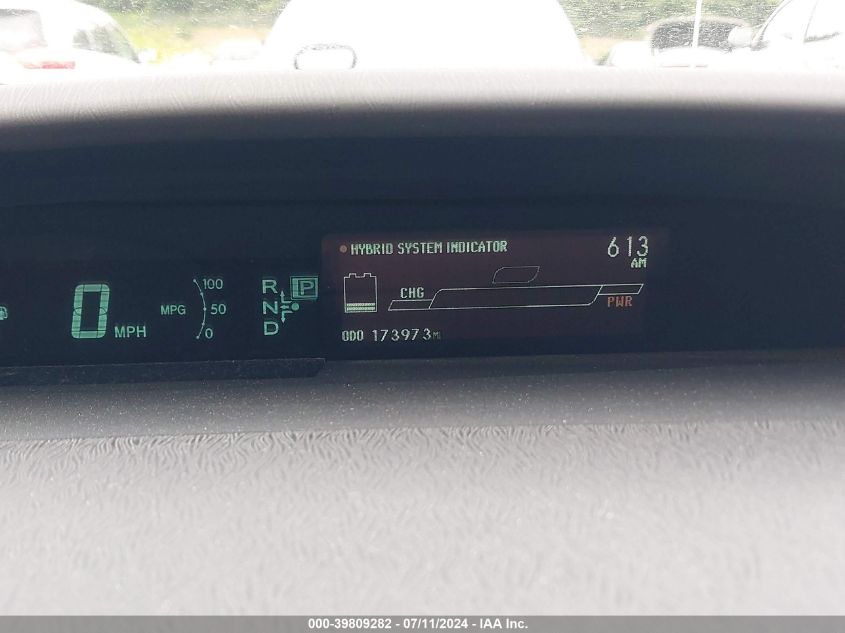 HYBRID SYSTEM INDICATOR
613
AM
CHG
PWR
ODO 173973 MI
0 MPH
MPG
100
50
0
R
N
D
P
000-39809282 - 07/11/2024 - IAA Inc.